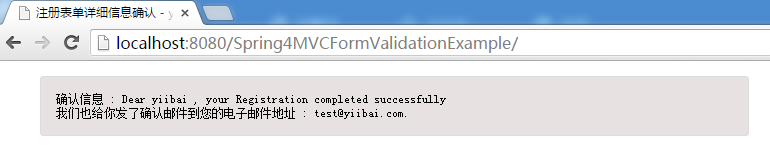 注册表单详细信息确认 - y
localhost:8080/Spring4MVCFormValidationExample/
确认信息 : Dear yiibai , your Registration completed successfully
我们也给你发了确认邮件到您的电子邮件地址 : test@yiibai.com.